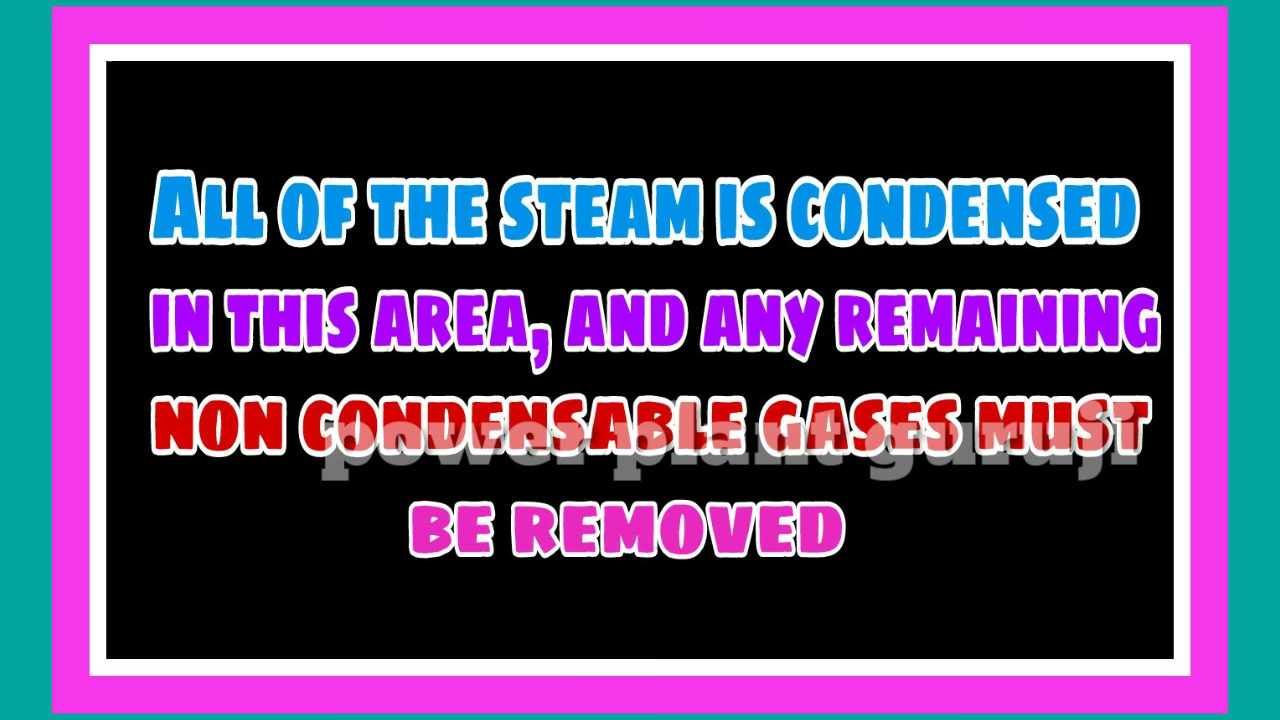 All of the steam is condensed
in this area, and any remaining
non condensable gases must
power plant guruji
be removed